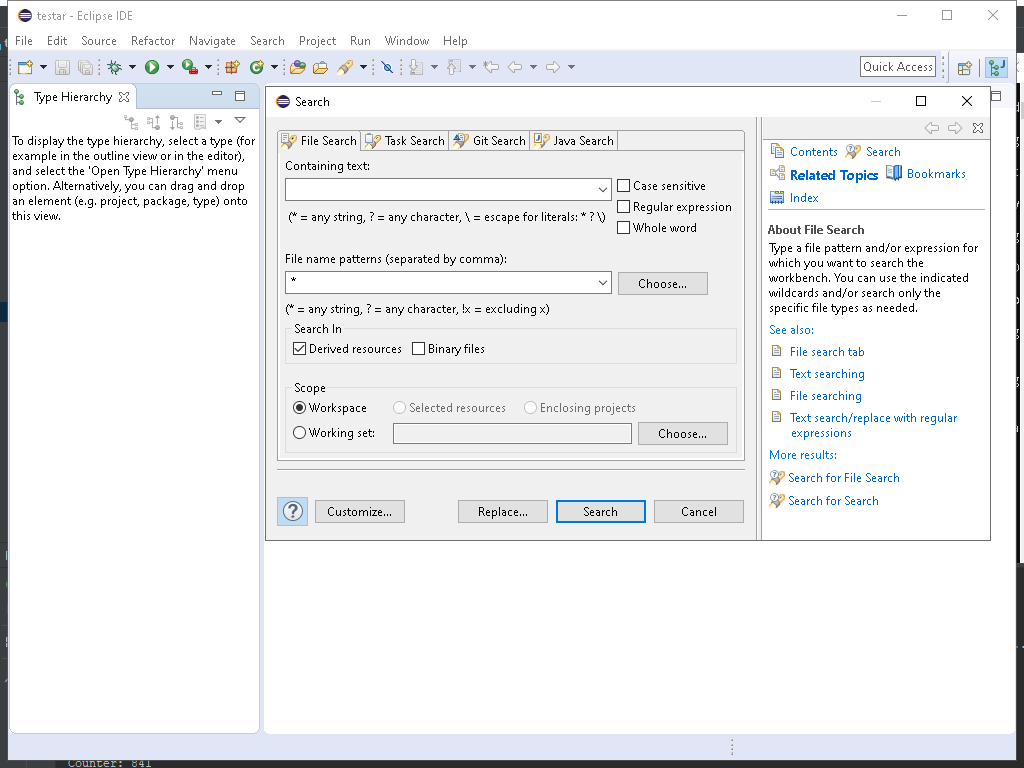 testar - Eclipse IDE
File Edit Source Refactor Navigate Search Project Run Window Help
Quick Access
Type Hierarchy
To display the type hierarchy, select a type (for
example in the outline view or in the editor),
and select the 'Open Type Hierarchy' menu
option. Alternatively, you can drag and drop
an element (e.g. project, package, type) onto
this view.
Search
File Search Task Search Git Search Java Search
Containing text:
Case sensitive
(* = any string, ? = any character, \ = escape for literals: * ? \)
Regular expression
Whole word
File name patterns (separated by comma):
*
Choose...
(* = any string, ? = any character, !x = excluding x)
Search In
Derived resources Binary files
Scope
Workspace Selected resources Enclosing projects
Working set:
Choose...
Customize... Replace... Search Cancel
Contents Search
Related Topics Bookmarks
Index
About File Search
Type a file pattern and/or expression for
which you want to search the
workbench. You can use the indicated
wildcards and/or search only the
specific file types as needed.
See also:
File search tab
Text searching
File searching
Text search/replace with regular
expressions
More results:
Search for File Search
Search for Search
Counter: 841